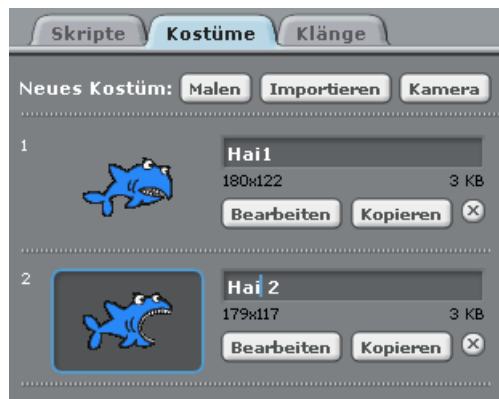 Skripte Kostüme Klänge
Neues Kostüm: Malen Importieren Kamera
1
Hai1
180x122 3 KB
Bearbeiten Kopieren
2
Hai 2
179x117 3 KB
Bearbeiten Kopieren